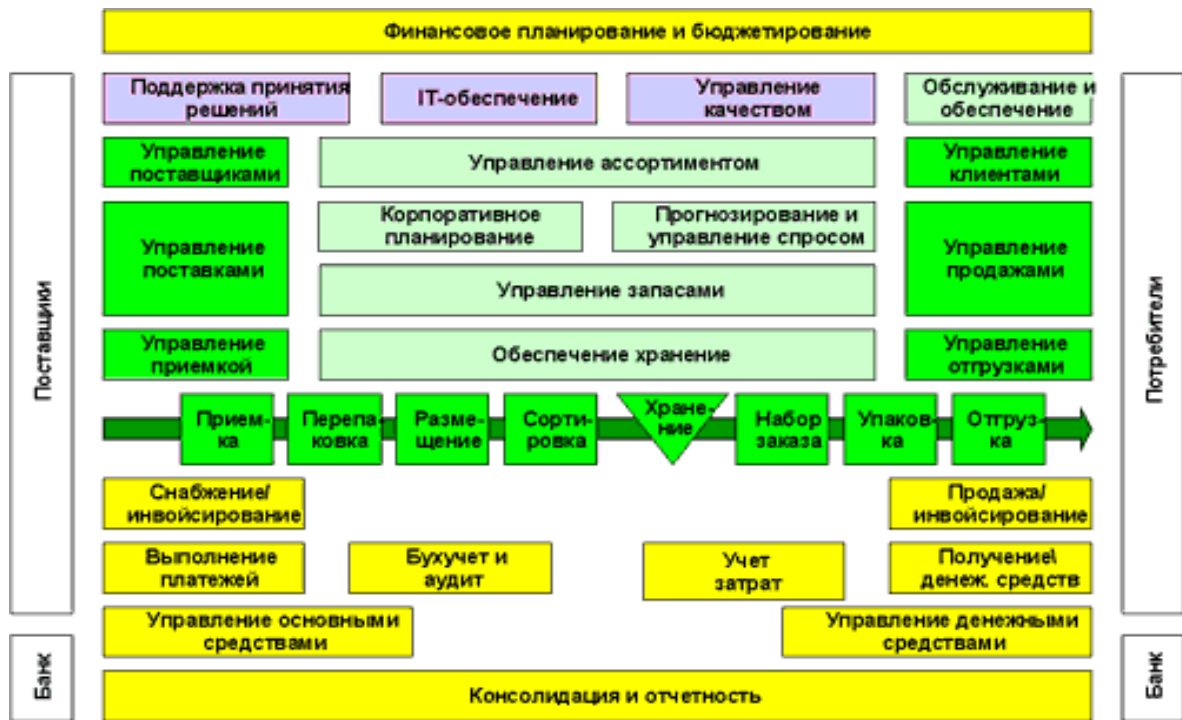 Финансовое планирование и бюджетирование
Поставщики
Потребители
Поддержка принятия
решений
IT-обеспечение
Управление
качеством
Обслуживание и
обеспечение
Управление
поставщиками
Управление ассортиментом
Управление
клиентами
Управление
поставками
Корпоративное
планирование
Прогнозирование и
управление спросом
Управление
продажами
Управление запасами
Управление
приемкой
Обеспечение хранение
Управление
отгрузками
Прием-
ка
Перепа-
ковка
Разме-
щение
Сорти-
ровка
Хране-
ние
Набор
заказа
Упаков-
ка
Отгруз-
ка
Снабжение/
инвойсирование
Продажа/
инвойсирование
Выполнение
платежей
Бухучет и
аудит
Учет
затрат
Получение\
денеж. средств
Управление основными
средствами
Управление денежными
средствами
Банк
Банк
Консолидация и отчетность